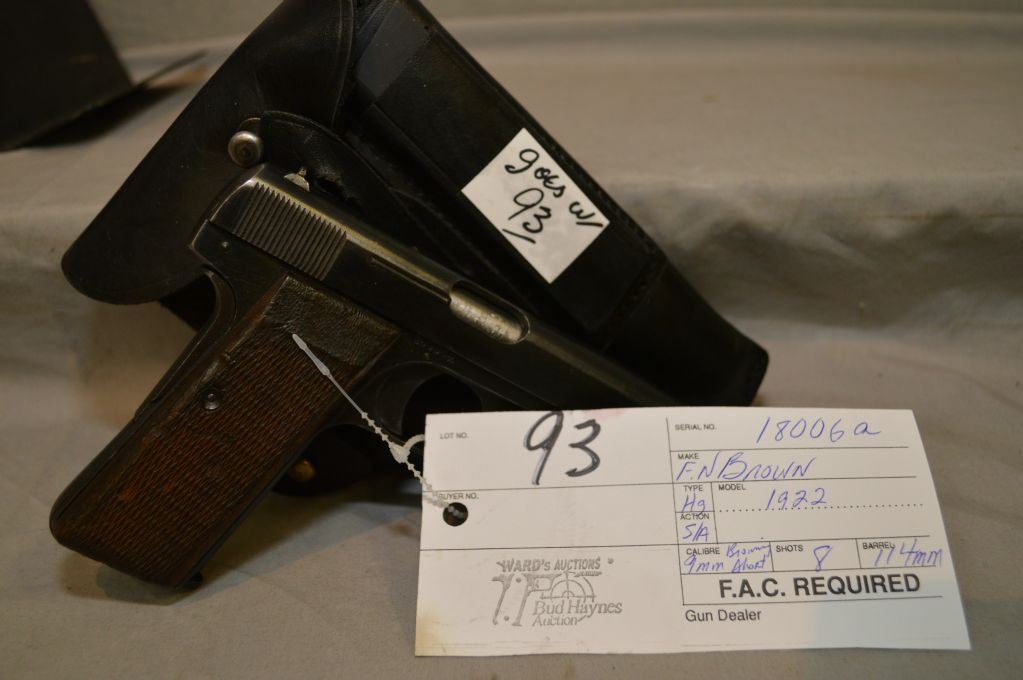 goes w/
93
LOT NO.
93
BUYER NO.
WARD's AUCTIONS
Bud Haynes
Auction
SERIAL NO. 18006a
MAKE
F.N Brown
TYPE
Hg
MODEL
1922
ACTION
S/A
CALIBRE
9mm Short
SHOTS 8
BARREL 114mm
F.A.C. REQUIRED
Gun Dealer